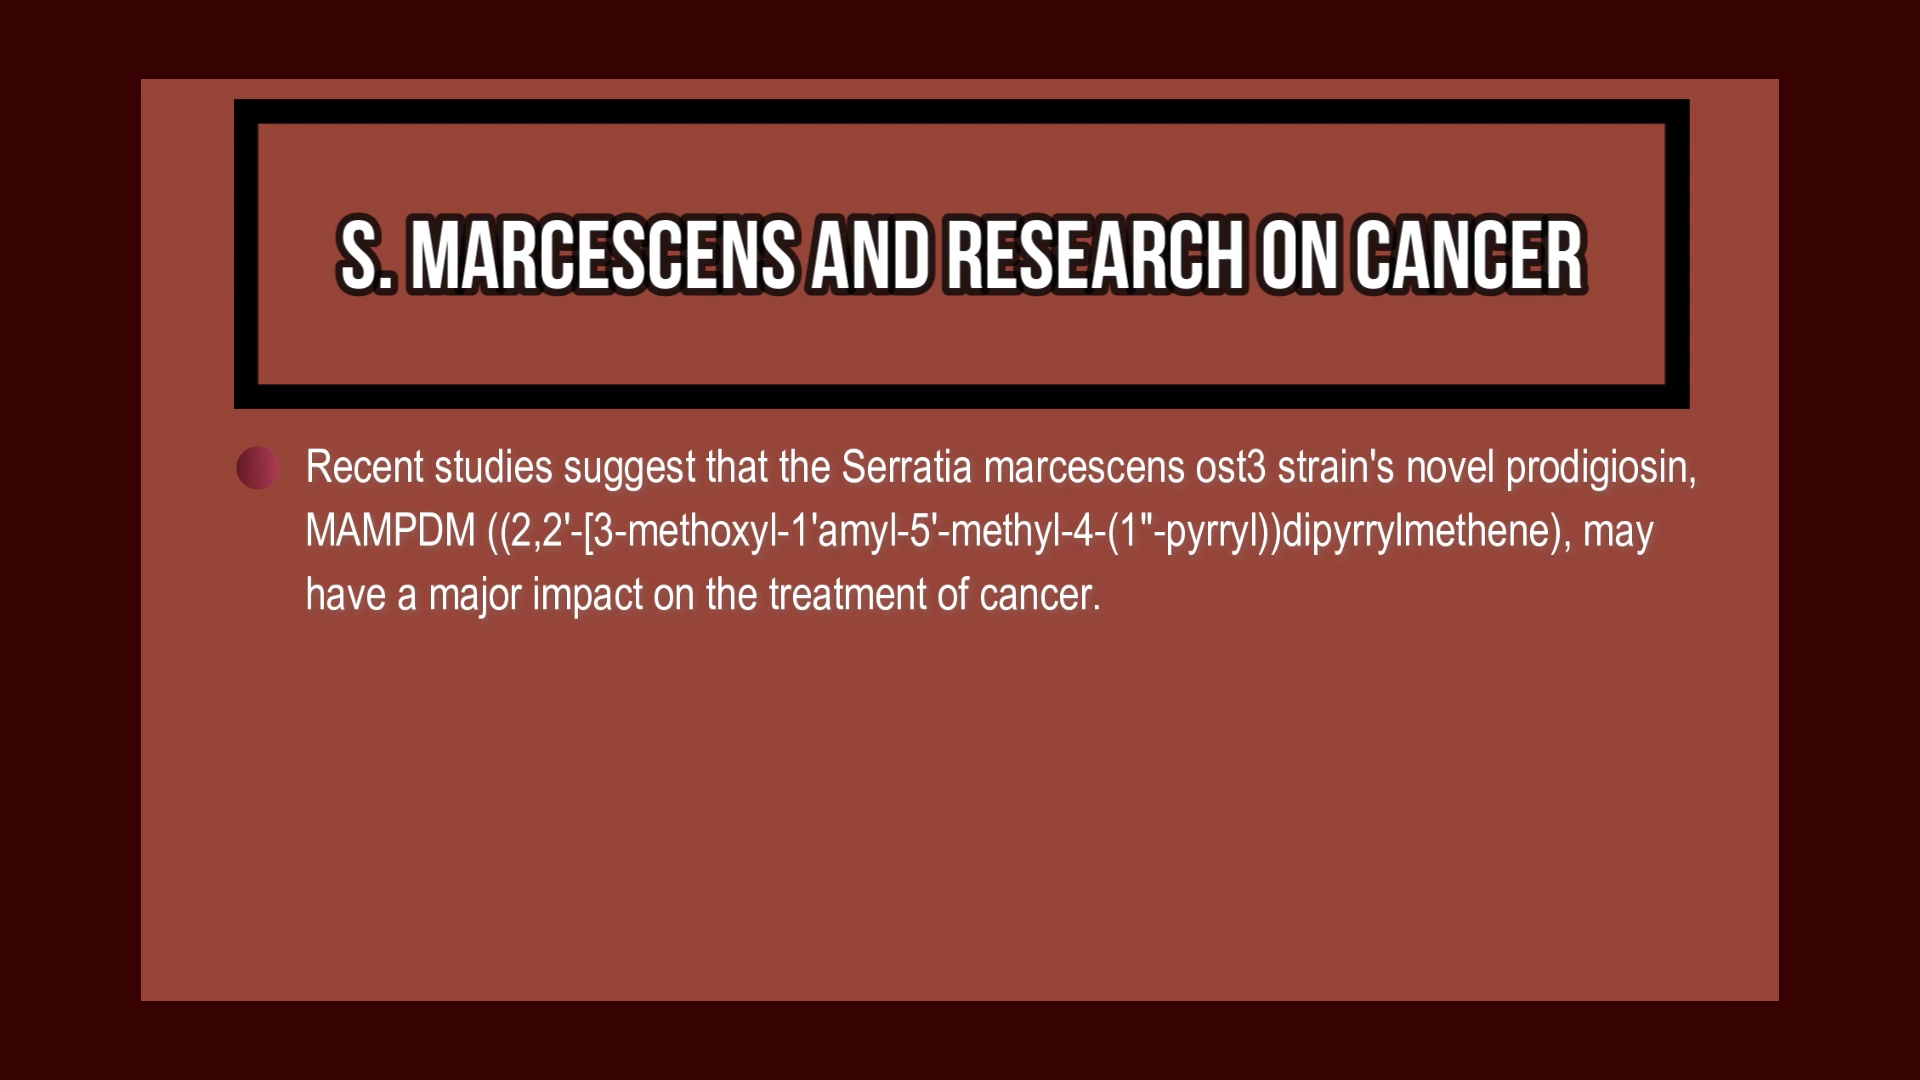 S. MARCESCENS AND RESEARCH ON CANCER
Recent studies suggest that the Serratia marcescens ost3 strain's novel prodigiosin,
MAMPDM ((2,2'-[3-methoxyl-1'amyl-5'-methyl-4-(1"-pyrryl))dipyrrylmethene), may
have a major impact on the treatment of cancer.